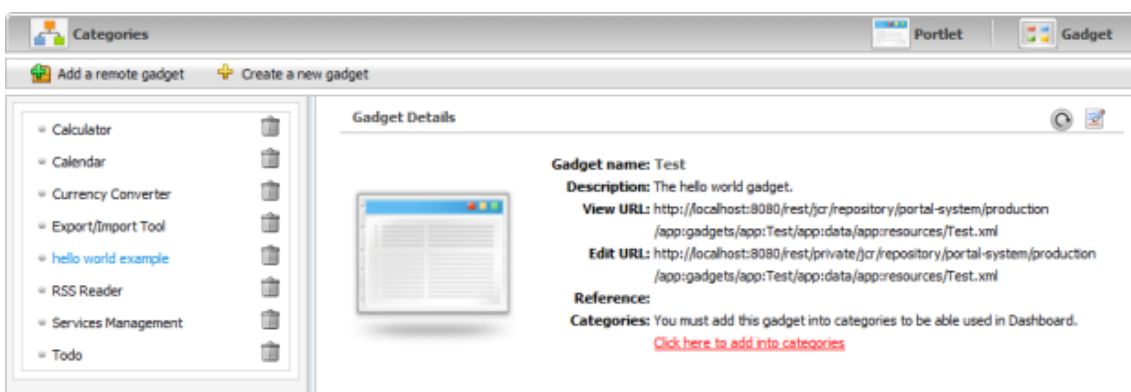 Categories
Portlet
Gadget
Add a remote gadget
Create a new gadget
Calculator
Calendar
Currency Converter
Export/Import Tool
hello world example
RSS Reader
Services Management
Todo
Gadget Details
Gadget name: Test
Description: The hello world gadget.
View URL: http://localhost:8080/rest/jcr/repository/portal-system/production
/app:gadgets/app:Test/app:data/app:resources/Test.xml
Edit URL: http://localhost:8080/rest/private/jcr/repository/portal-system/production
/app:gadgets/app:Test/app:data/app:resources/Test.xml
Reference:
Categories: You must add this gadget into categories to be able used in Dashboard.
Click here to add into categories